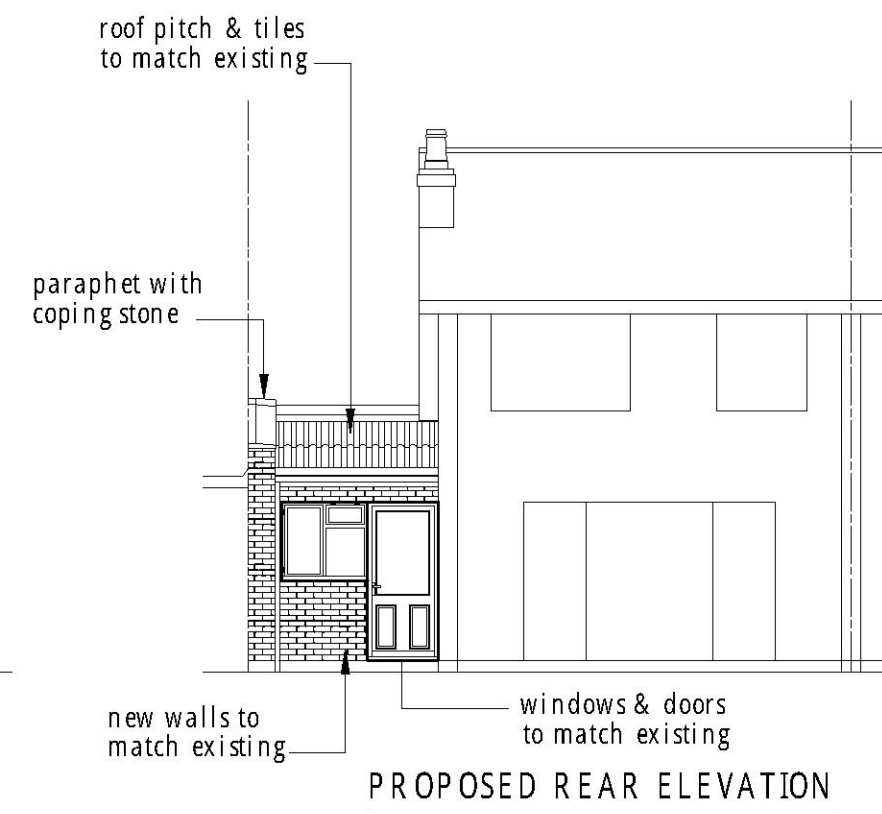 roof pitch & tiles
to match existing
paraphet with
coping stone
new walls to
match existing
windows & doors
to match existing
PROPOSED REAR ELEVATION